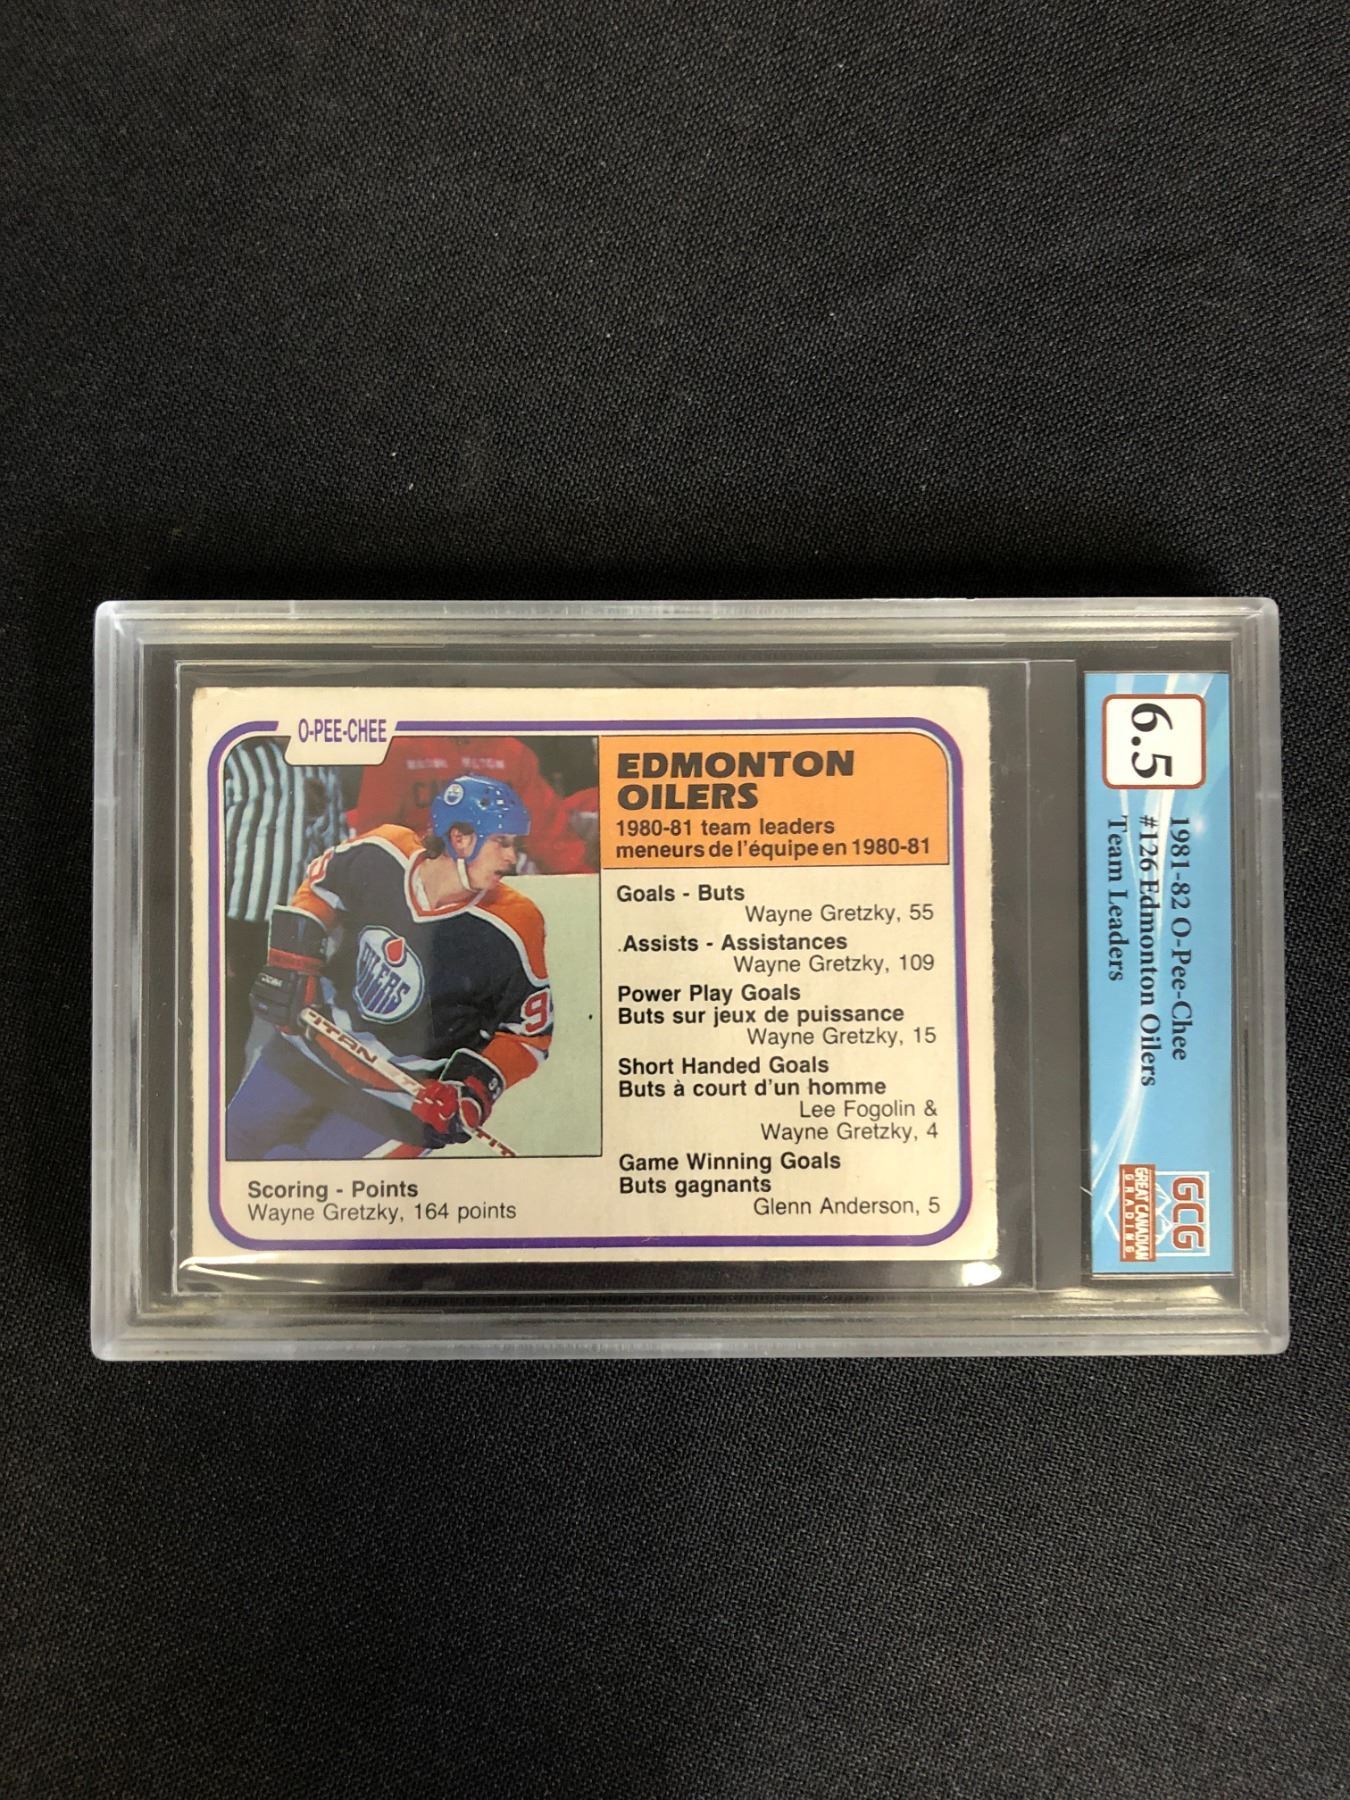 O-PEE-CHEE
EDMONTON
OILERS
1980-81 team leaders
meneurs de l'équipe en 1980-81
Goals - Buts
Wayne Gretzky, 55
.Assists - Assistances
Wayne Gretzky, 109
Power Play Goals
Buts sur jeux de puissance
Wayne Gretzky, 15
Short Handed Goals
Buts à court d'un homme
Lee Fogolin &
Wayne Gretzky, 4
Game Winning Goals
Buts gagnants
Glenn Anderson, 5
Scoring - Points
Wayne Gretzky, 164 points
OILERS
9
TITAN
6.5
1981-82 O-Pee-Chee
#126 Edmonton Oilers
Team Leaders
GCG
GREAT CANADIAN
GRADING